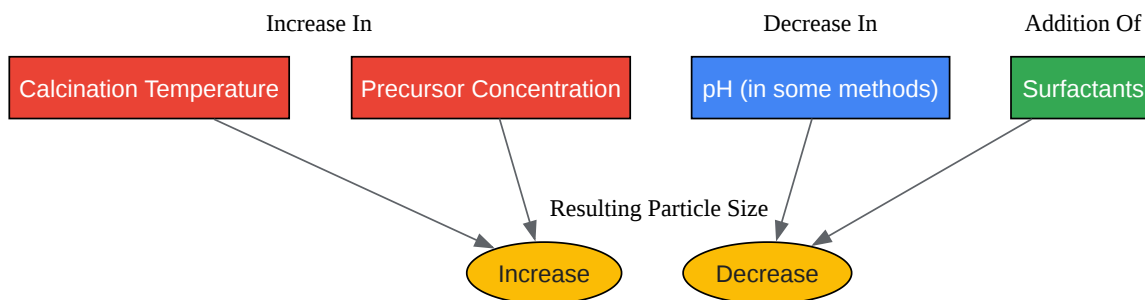 Increase In
Decrease In
Addition Of
Calcination Temperature
Precursor Concentration
pH (in some methods)
Surfactants
Resulting Particle Size
Increase
Decrease